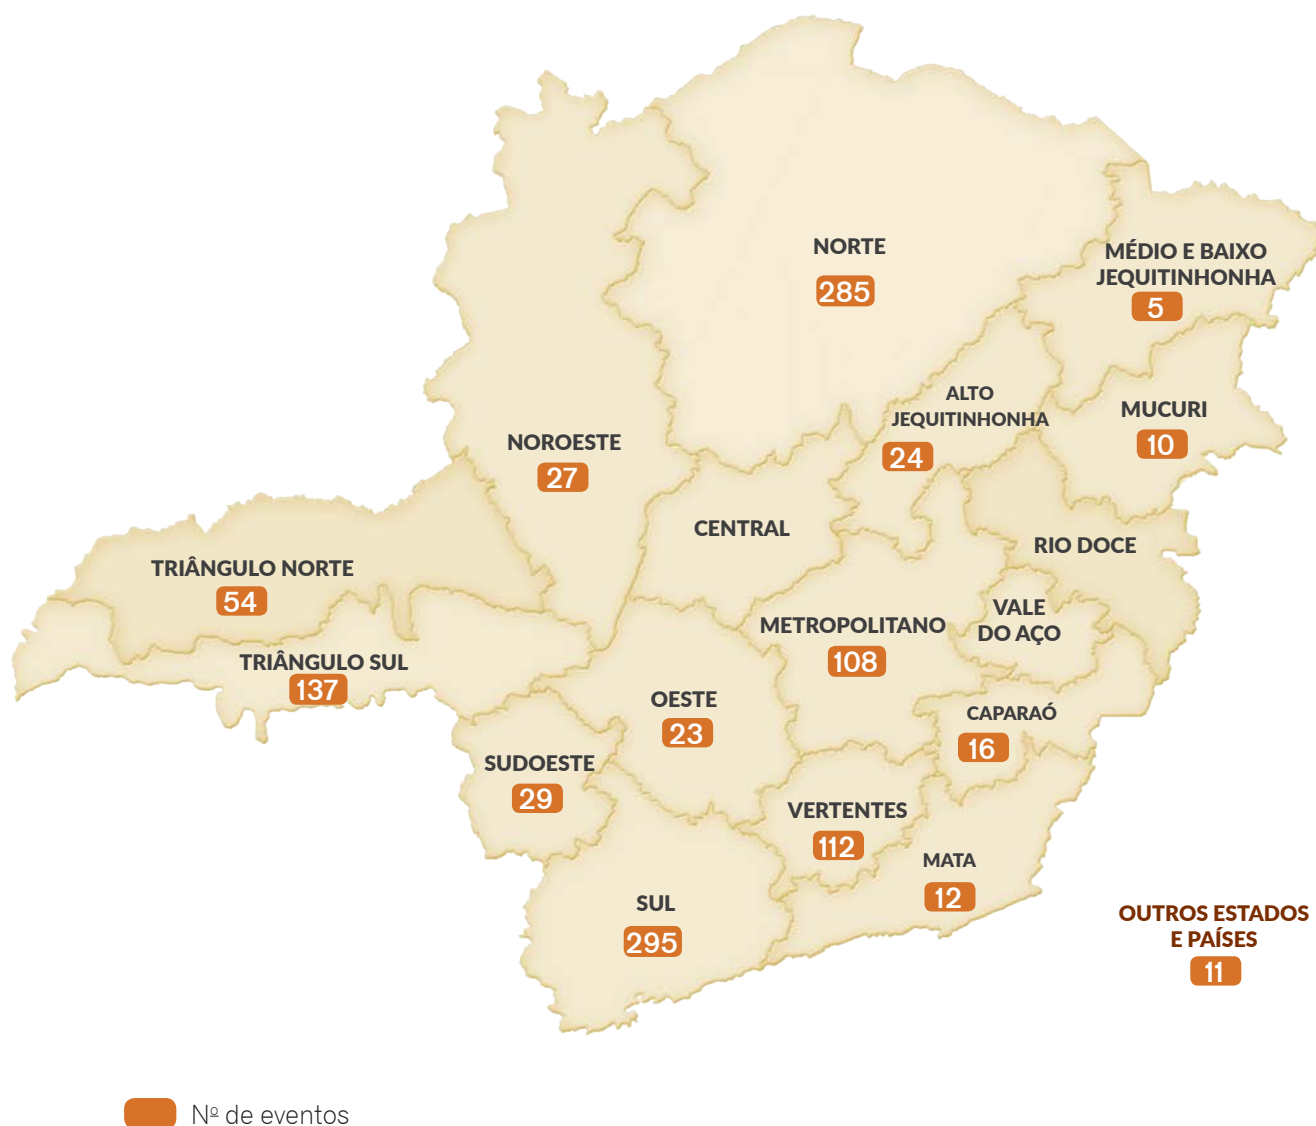 NORTE
285
MÉDIO E BAIXO
JEQUITINHONHA
5
ALTO
JEQUITINHONHA
24
MUCURI
10
NOROESTE
27
CENTRAL
RIO DOCE
TRIÂNGULO NORTE
54
VALE
DO AÇO
METROPOLITANO
108
TRIÂNGULO SUL
137
OESTE
23
CAPARAÓ
16
SUDOESTE
29
VERTENTES
112
MATA
12
SUL
295
OUTROS ESTADOS
E PAÍSES
11
Nº de eventos